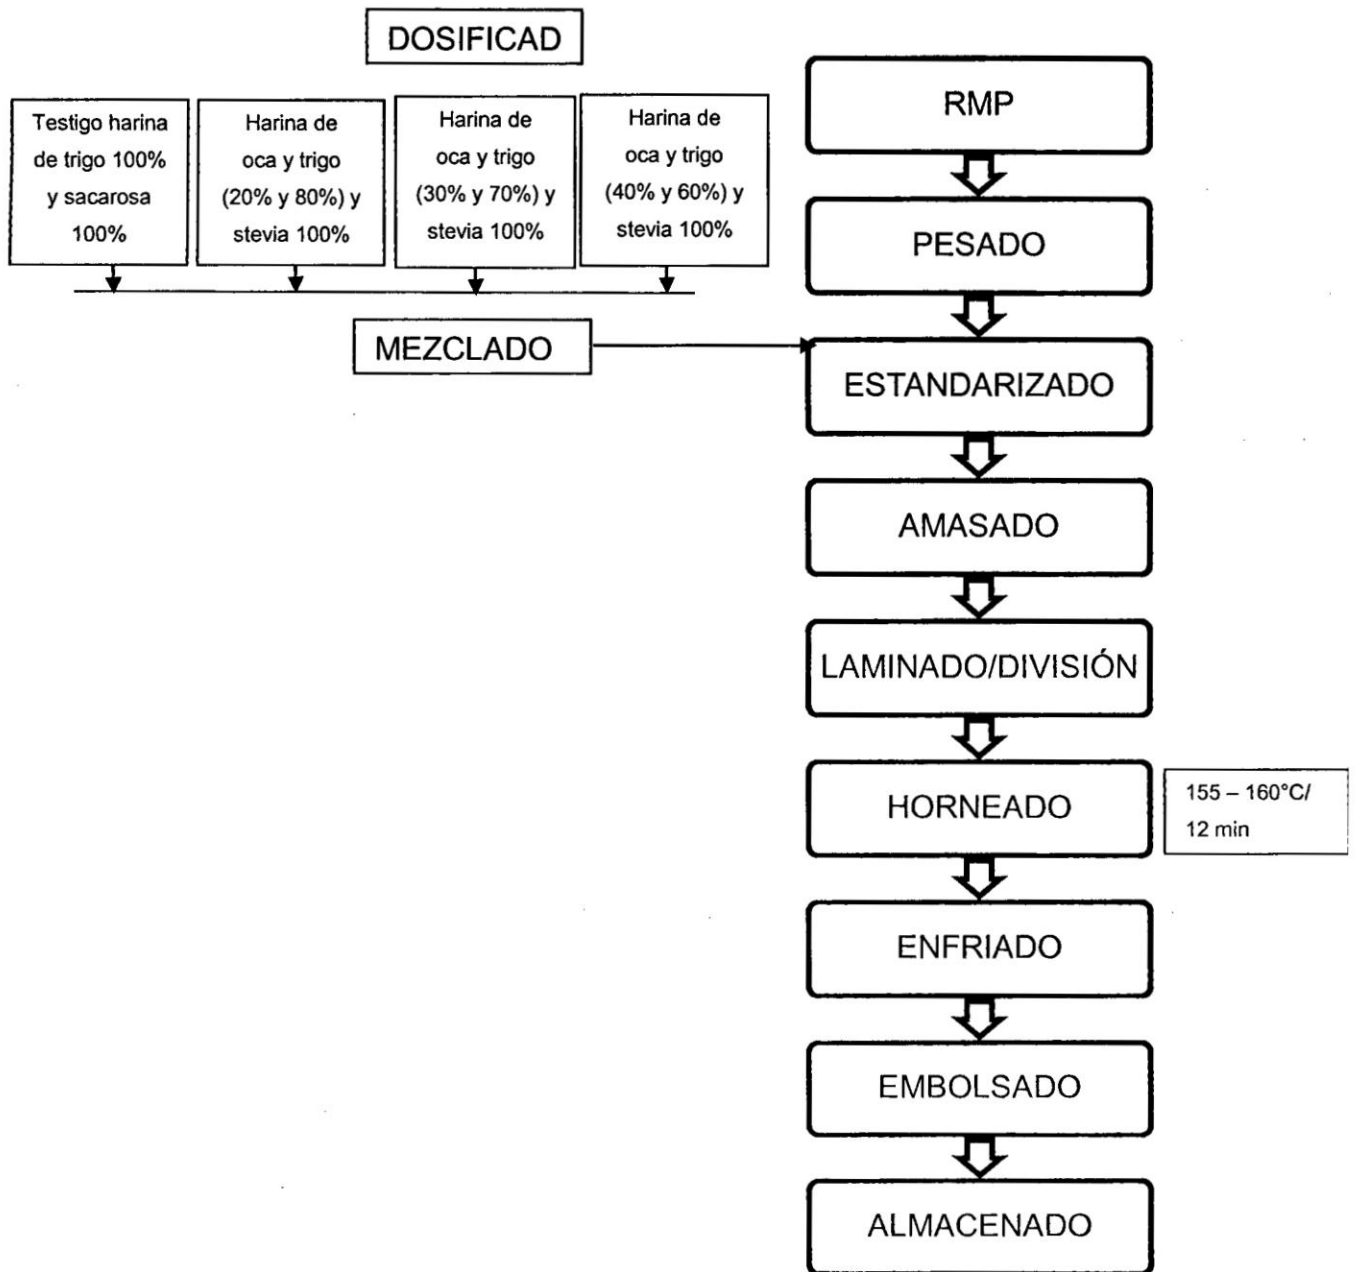 DOSIFICAD
Testigo harina
de trigo 100%
y sacarosa
100%
Harina de
oca y trigo
(20% y 80%) y
stevia 100%
Harina de
oca y trigo
(30% y 70%) y
stevia 100%
Harina de
oca y trigo
(40% y 60%) y
stevia 100%
MEZCLADO
RMP
PESADO
ESTANDARIZADO
AMASADO
LAMINADO/DIVISIÓN
HORNEADO
155 – 160°C/
12 min
ENFRIADO
EMBOLSADO
ALMACENADO